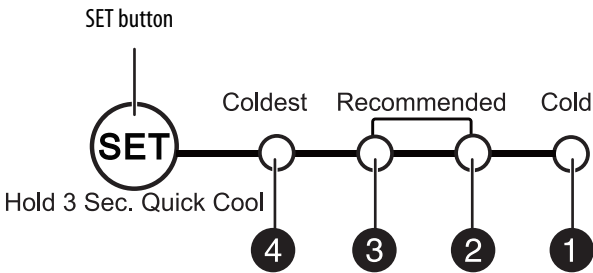 SET button
Coldest Recommended Cold
SET
Hold 3 Sec. Quick Cool
4 3 2 1